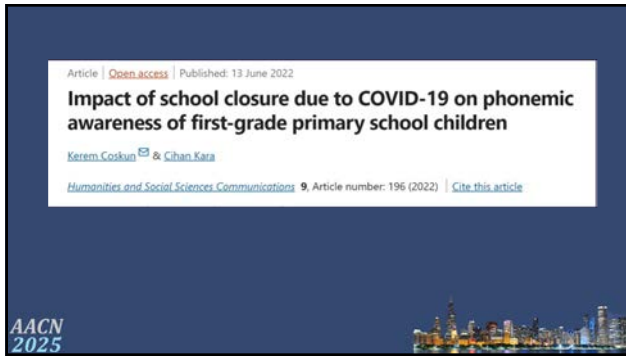 Article | Open access | Published: 13 June 2022
Impact of school closure due to COVID-19 on phonemic
awareness of first-grade primary school children
Kerem Coskun & Cihan Kara
Humanities and Social Sciences Communications 9, Article number: 196 (2022) | Cite this article
AACN
2025